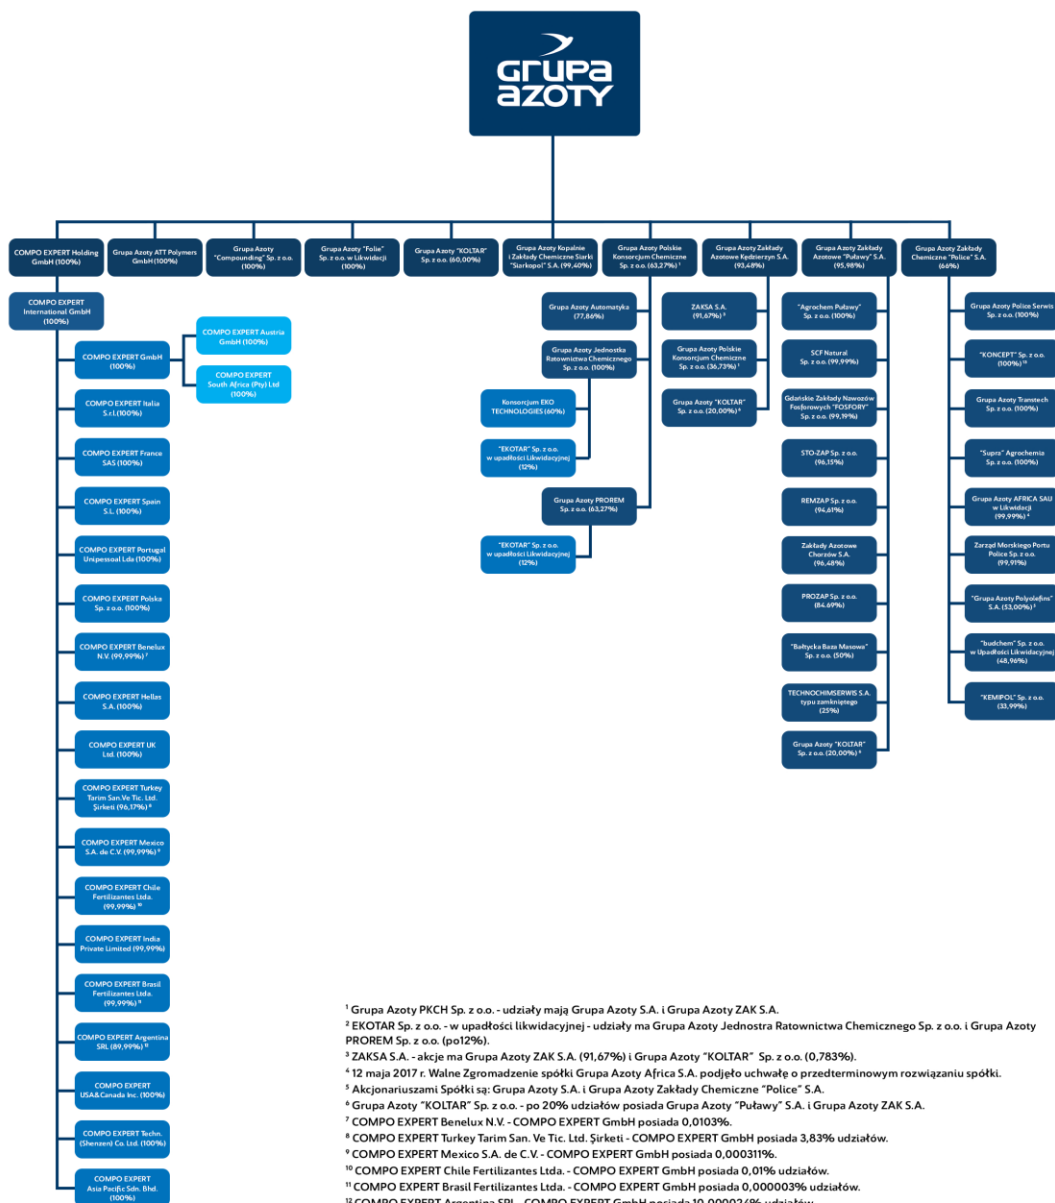 GRUPA
AZOTY
COMPO EXPERT Holding
GmbH (100%)
Grupa Azoty ATT Polymers
GmbH (100%)
Grupa Azoty
"Compounding" Sp. z o.o.
(100%)
Grupa Azoty "Folie"
Sp. z o.o. w Likwidacji
(100%)
Grupa Azoty "KOLTAR"
Sp. z o.o. (60,00%)
Grupa Azoty Kopalnie
i Zakłady Chemiczne Siarki
"Siarkopol" S.A. (99,40%)
Grupa Azoty Polskie
Konsorcjum Chemiczne
Sp. z o.o. (63,27%) ¹
Grupa Azoty Zakłady
Azotowe Kędzierzyn S.A.
(93,48%)
Grupa Azoty Zakłady
Azotowe "Puławy" S.A.
(95,98%)
Grupa Azoty Zakłady
Chemiczne "Police" S.A.
(66%)
COMPO EXPERT
International GmbH
(100%)
COMPO EXPERT GmbH
(100%)
COMPO EXPERT Austria
GmbH (100%)
COMPO EXPERT
South Africa (Pty) Ltd
(100%)
COMPO EXPERT Italia
S.r.l.(100%)
COMPO EXPERT France
SAS (100%)
COMPO EXPERT Spain
S.L. (100%)
COMPO EXPERT Portugal
Unipessoal Lda (100%)
COMPO EXPERT Polska
Sp. z o.o. (100%)
COMPO EXPERT Benelux
N.V. (99,99%) ⁷
COMPO EXPERT Hellas
S.A. (100%)
COMPO EXPERT UK
Ltd. (100%)
COMPO EXPERT Turkey
Tarim San.Ve Tic. Ltd.
Şirketi (96,17%) ⁸
COMPO EXPERT Mexico
S.A. de C.V. (99,99%) ⁹
COMPO EXPERT Chile
Fertilizantes Ltda.
(99,99%) ¹⁰
COMPO EXPERT India
Private Limited (99,99%)
COMPO EXPERT Brasil
Fertilizantes Ltda.
(99,99%) ¹¹
COMPO EXPERT Argentina
SRL (89,99%) ¹²
COMPO EXPERT
USA&Canada Inc. (100%)
COMPO EXPERT Techn.
(Shenzen) Co. Ltd. (100%)
COMPO EXPERT
Asia Pacific Sdn. Bhd.
(100%)
Grupa Azoty Automatyka
(77,86%)
Grupa Azoty Jednostka
Ratownictwa Chemicznego
Sp. z o.o. (100%)
Konsorcjum EKO
TECHNOLOGIES (60%)
"EKOTAR" Sp. z o.o.
w upadłości Likwidacyjnej
(12%)
Grupa Azoty PROREM
Sp. z o.o. (63,27%)
"EKOTAR" Sp. z o.o.
w upadłości Likwidacyjnej
(12%)
ZAKSA S.A.
(91,67%) ³
Grupa Azoty Polskie
Konsorcjum Chemiczne
Sp. z o.o. (36,73%) ¹
Grupa Azoty "KOLTAR"
Sp. z o.o. (20,00%) ⁶
"Agrochem Puławy"
Sp. z o.o. (100%)
SCF Natural
Sp. z o.o. (99,99%)
Gdańskie Zakłady Nawozów
Fosforowych "FOSFORY"
Sp. z o.o. (99,19%)
STO-ZAP Sp. z o.o.
(96,15%)
REMZAP Sp. z o.o.
(94,61%)
Zakłady Azotowe
Chorzów S.A.
(96,48%)
PROZAP Sp. z o.o.
(84.69%)
"Bałtycka Baza Masowa"
Sp. z o.o. (50%)
TECHNOCHIMSERWIS S.A.
typu zamkniętego
(25%)
Grupa Azoty "KOLTAR"
Sp. z o.o. (20,00%) ⁶
Grupa Azoty Police Serwis
Sp. z o.o. (100%)
"KONCEPT" Sp. z o.o.
(100%)
Grupa Azoty Transtech
Sp. z o.o. (100%)
"Supra" Agrochemia
Sp. z o.o. (100%)
Grupa Azoty AFRICA SAU
w Likwidacji
(99,99%) ⁴
Zarząd Morskiego Portu
Police Sp. z o.o.
(99,91%)
"Grupa Azoty Polyolefins"
S.A. (53,00%) ⁵
"budchem" Sp. z o.o.
w Upadłości Likwidacyjnej
(48,96%)
"KEMIPOL" Sp. z o.o.
(33,99%)
¹ Grupa Azoty PKCH Sp. z o.o. - udziały mają Grupa Azoty S.A. i Grupa Azoty ZAK S.A.
² EKOTAR Sp. z o.o. - w upadłości likwidacyjnej - udziały ma Grupa Azoty Jednostra Ratownictwa Chemicznego Sp. z o.o. i Grupa Azoty
PROREM Sp. z o.o. (po12%).
³ ZAKSA S.A. - akcje ma Grupa Azoty ZAK S.A. (91,67%) i Grupa Azoty "KOLTAR" Sp. z o.o. (0,783%).
⁴ 12 maja 2017 r. Walne Zgromadzenie spółki Grupa Azoty Africa S.A. podjęło uchwałę o przedterminowym rozwiązaniu spółki.
⁵ Akcjonariuszami Spółki są: Grupa Azoty S.A. i Grupa Azoty Zakłady Chemiczne "Police" S.A.
⁶ Grupa Azoty "KOLTAR" Sp. z o.o. - po 20% udziałów posiada Grupa Azoty "Puławy" S.A. i Grupa Azoty ZAK S.A.
⁷ COMPO EXPERT Benelux N.V. - COMPO EXPERT GmbH posiada 0,0103%.
⁸ COMPO EXPERT Turkey Tarim San. Ve Tic. Ltd. Şirketi - COMPO EXPERT GmbH posiada 3,83% udziałów.
⁹ COMPO EXPERT Mexico S.A. de C.V. - COMPO EXPERT GmbH posiada 0,000311%.
¹⁰ COMPO EXPERT Chile Fertilizantes Ltda. - COMPO EXPERT GmbH posiada 0,01% udziałów.
¹¹ COMPO EXPERT Brasil Fertilizantes Ltda. - COMPO EXPERT GmbH posiada 0,000003% udziałów.
¹² COMPO EXPERT Argentina SRL - COMPO EXPERT GmbH posiada 10,000024% udziałów.